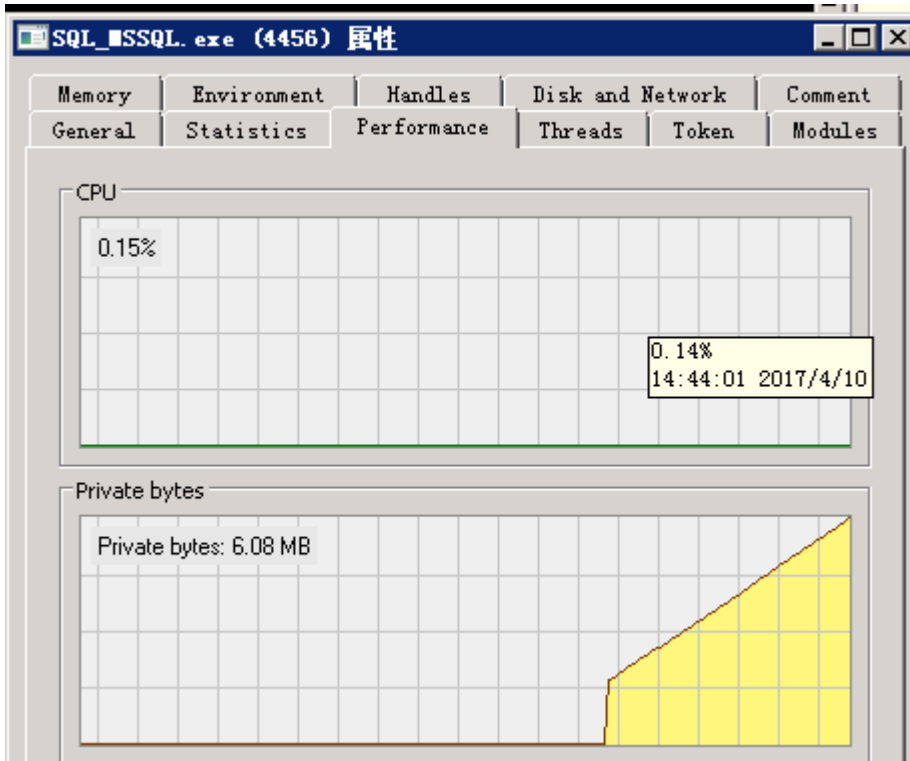 SQL_■SSQL.exe (4456) 属性
Memory Environment Handles Disk and Network Comment
General Statistics Performance Threads Token Modules
CPU
0.15%
0.14%
14:44:01 2017/4/10
Private bytes
Private bytes: 6.08 MB